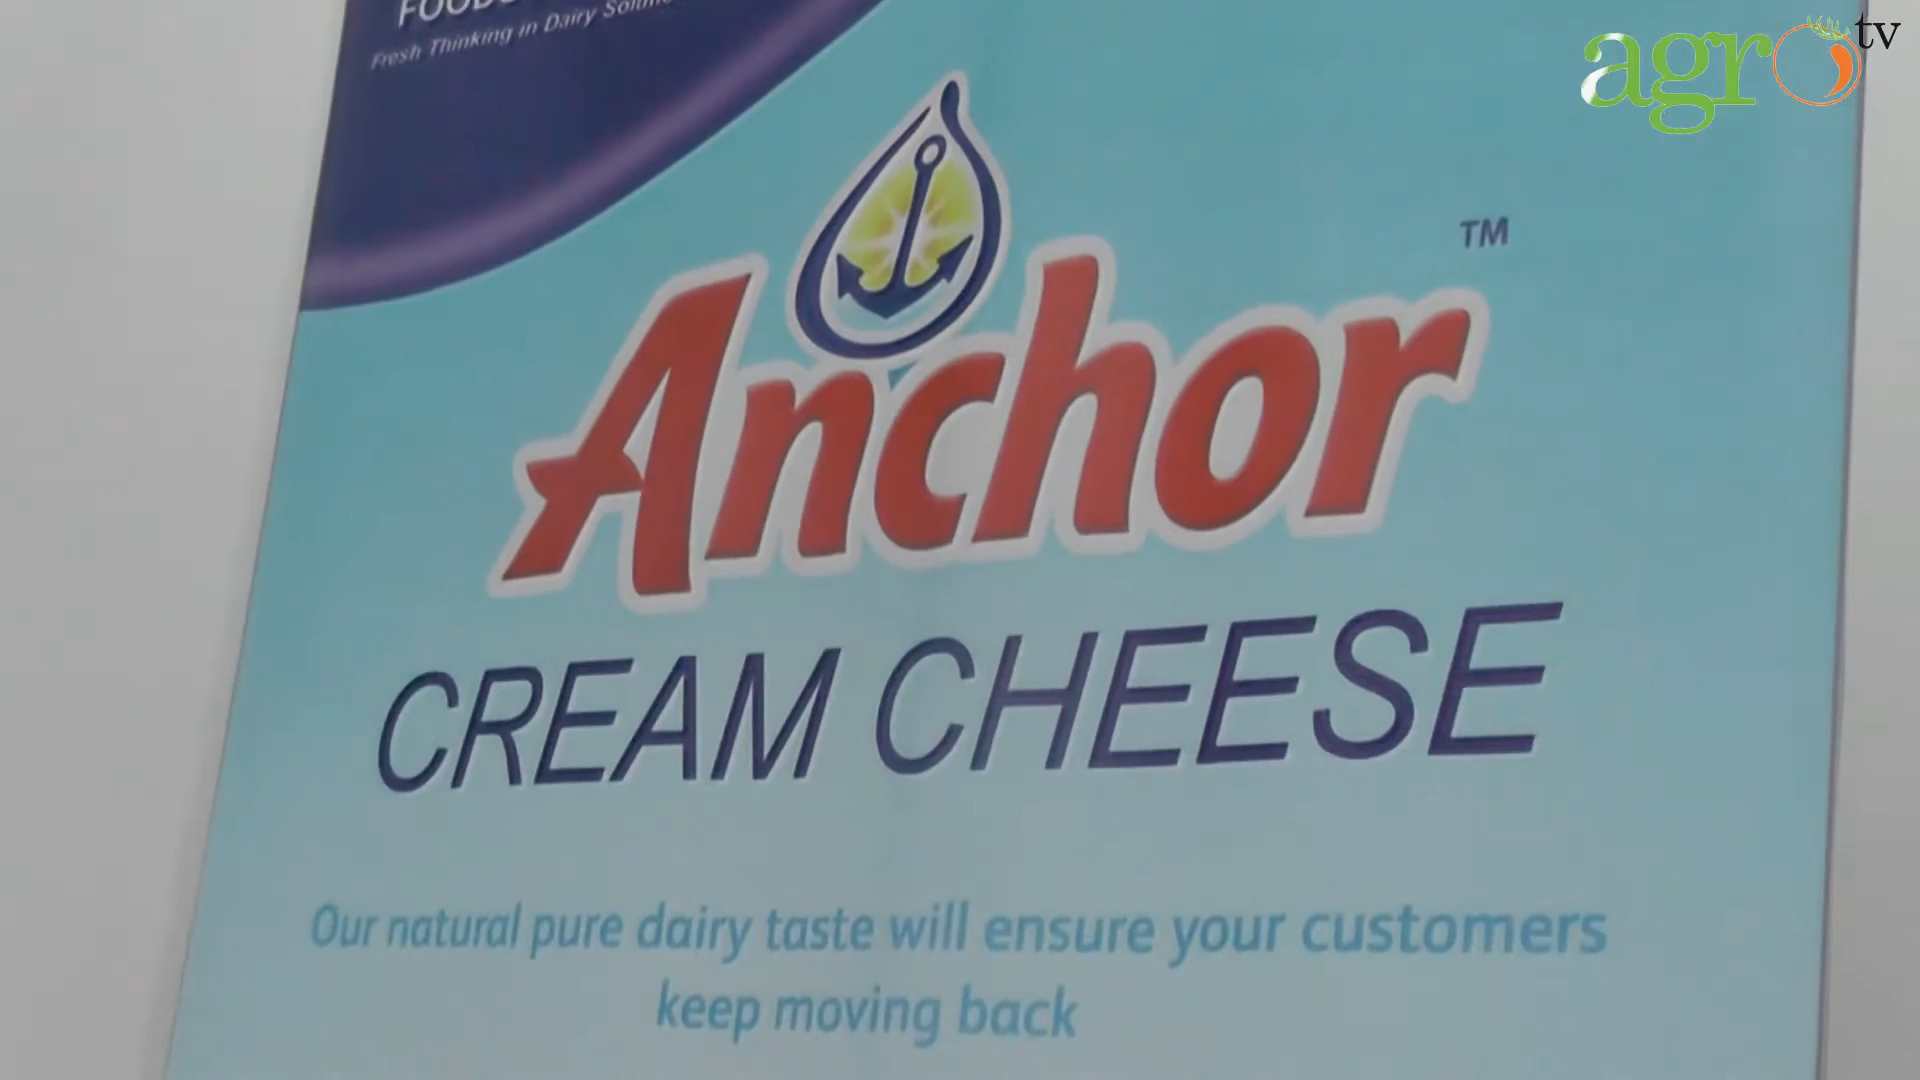 Fresh Thinking in Dairy
agro tv
Anchor
TM
CREAM CHEESE
Our natural pure dairy taste will ensure your customers
keep moving back